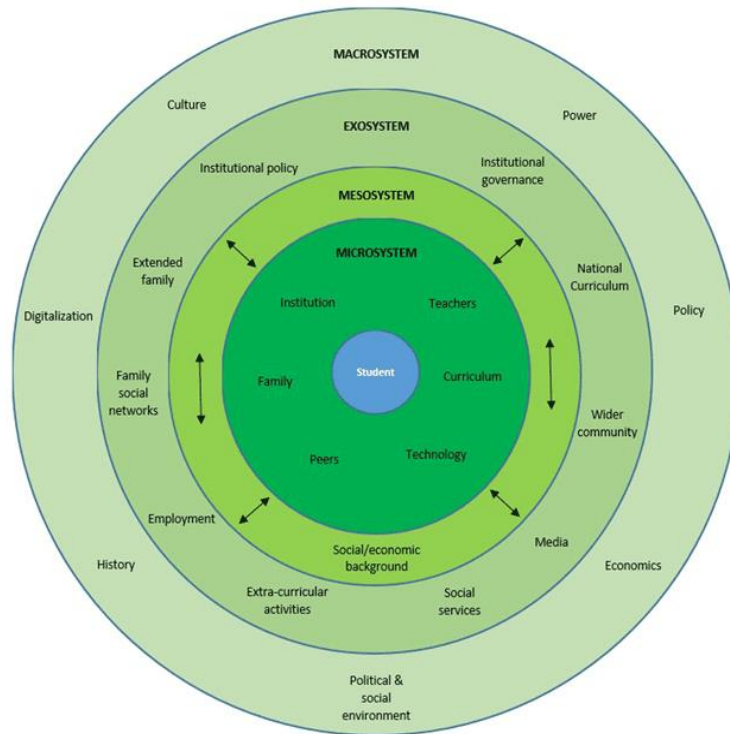 MACROSYSTEM
Culture
Power
EXOSYSTEM
Institutional policy
Institutional
governance
MESOSYSTEM
Extended
family
MICROSYSTEM
National
Curriculum
Institution
Teachers
Digitalization
Policy
Family
social
networks
Family
Student
Curriculum
Wider
community
Peers
Technology
Employment
Media
History
Social/economic
background
Economics
Extra-curricular
activities
Social
services
Political &
social
environment